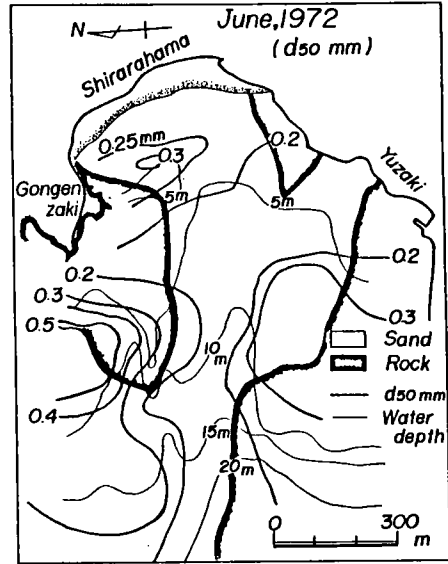 June, 1972
(d50 mm)
N
Shirarahama
0.25mm
0.3
0.2
Gongen
zaki
5m
5m
Yuzaki
0.2
0.2
0.3
0.3
0.5
Sand
10
m
Rock
0.4
d50 mm
15m
Water
depth
20m
0 300
m